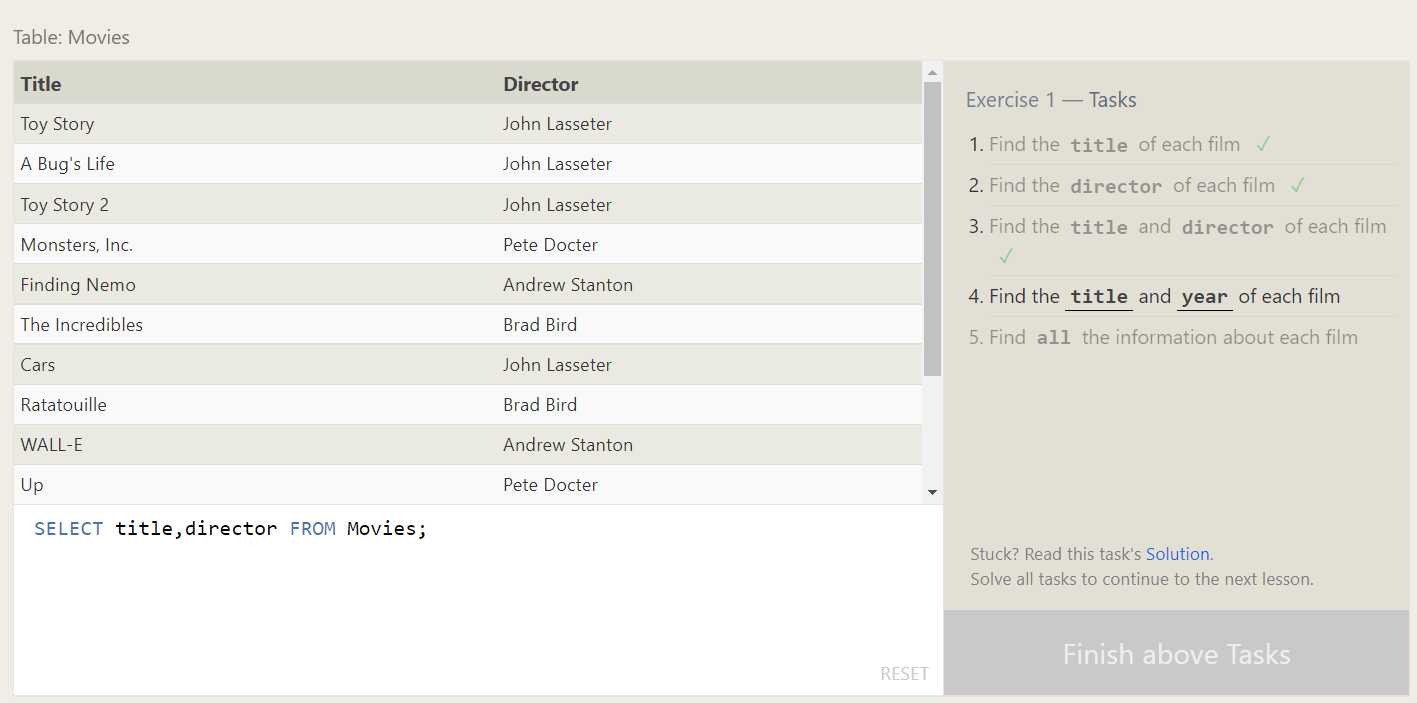 Table: Movies
Title Director
Toy Story John Lasseter
A Bug's Life John Lasseter
Toy Story 2 John Lasseter
Monsters, Inc. Pete Docter
Finding Nemo Andrew Stanton
The Incredibles Brad Bird
Cars John Lasseter
Ratatouille Brad Bird
WALL-E Andrew Stanton
Up Pete Docter
SELECT title,director FROM Movies;
RESET
Exercise 1 — Tasks
1. Find the title of each film ✓
2. Find the director of each film ✓
3. Find the title and director of each film
✓
4. Find the title and year of each film
5. Find all the information about each film
Stuck? Read this task's Solution.
Solve all tasks to continue to the next lesson.
Finish above Tasks